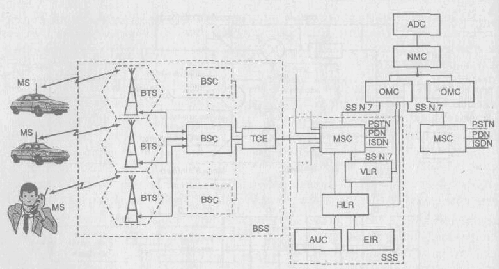 ADC
NMC
OMC
OMC
MS
BTS
BSC
SS N 7
SS N 7
MS
BTS
BSC
TCE
MSC
PSTN
PDN
ISDN
MSC
PSTN
PDN
ISDN
SS N 7
VLR
MS
BTS
BSC
HLR
BSS
AUC
EIR
SSS